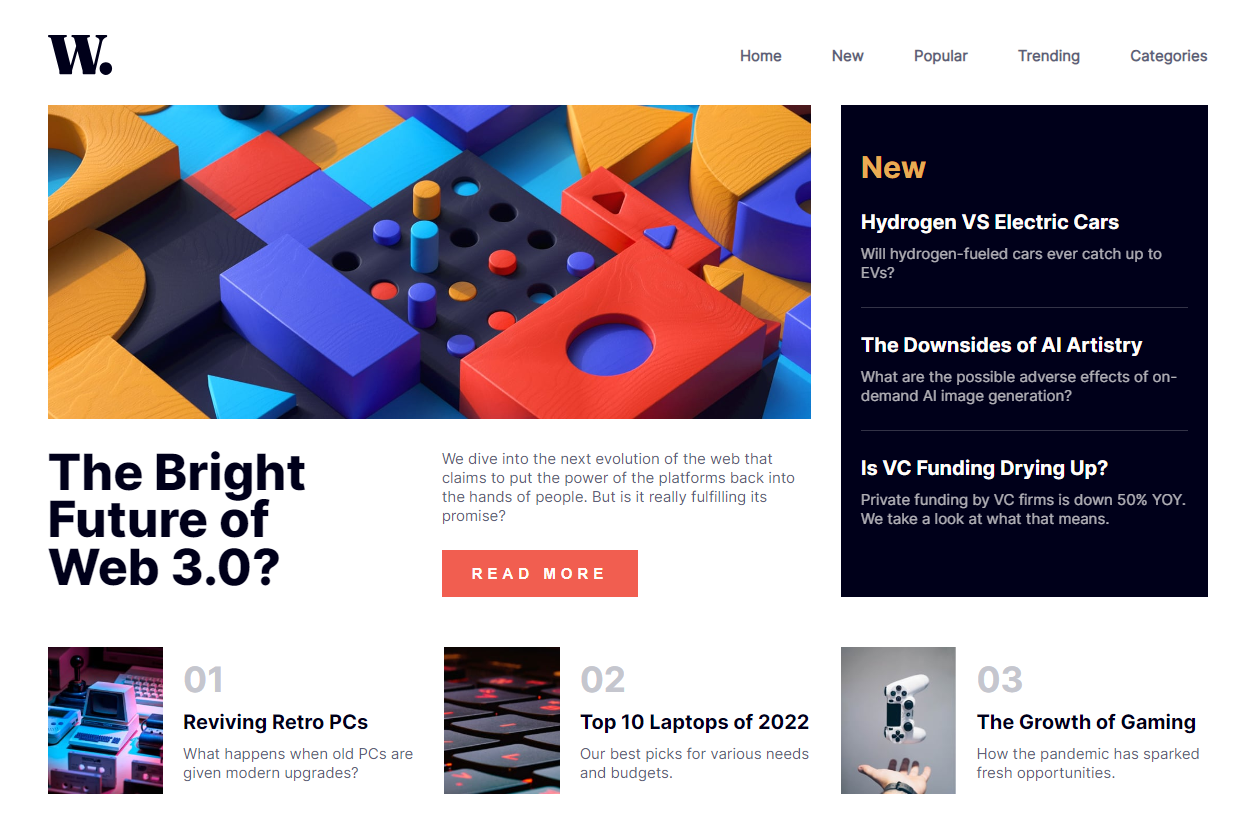 W.
Home New Popular Trending Categories
New
Hydrogen VS Electric Cars
Will hydrogen-fueled cars ever catch up to
EVs?
The Downsides of AI Artistry
What are the possible adverse effects of on-
demand AI image generation?
Is VC Funding Drying Up?
Private funding by VC firms is down 50% YOY.
We take a look at what that means.
The Bright
Future of
Web 3.0?
We dive into the next evolution of the web that
claims to put the power of the platforms back into
the hands of people. But is it really fulfilling its
promise?
READ MORE
01
Reviving Retro PCs
What happens when old PCs are
given modern upgrades?
02
Top 10 Laptops of 2022
Our best picks for various needs
and budgets.
03
The Growth of Gaming
How the pandemic has sparked
fresh opportunities.